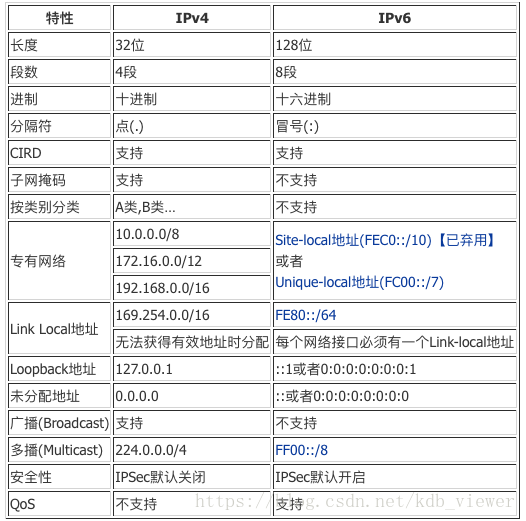 特性 IPv4 IPv6
长度 32位 128位
段数 4段 8段
进制 十进制 十六进制
分隔符 点(.) 冒号(:)
CIRD 支持 支持
子网掩码 支持 不支持
按类别分类 A类,B类... 不支持
专有网络 10.0.0.0/8 Site-local地址(FEC0::/10)【已弃用】
172.16.0.0/12 或者
192.168.0.0/16 Unique-local地址(FC00::/7)
Link Local地址 169.254.0.0/16 FE80::/64
无法获得有效地址时分配 每个网络接口必须有一个Link-local地址
Loopback地址 127.0.0.1 ::1或者0:0:0:0:0:0:0:1
未分配地址 0.0.0.0 ::或者0:0:0:0:0:0:0:0
广播(Broadcast) 支持 不支持
多播(Multicast) 224.0.0.0/4 FF00::/8
安全性 IPSec默认关闭 IPSec默认开启
QoS 不支持 支持
https://blog.csdn.net/kdb_viewer